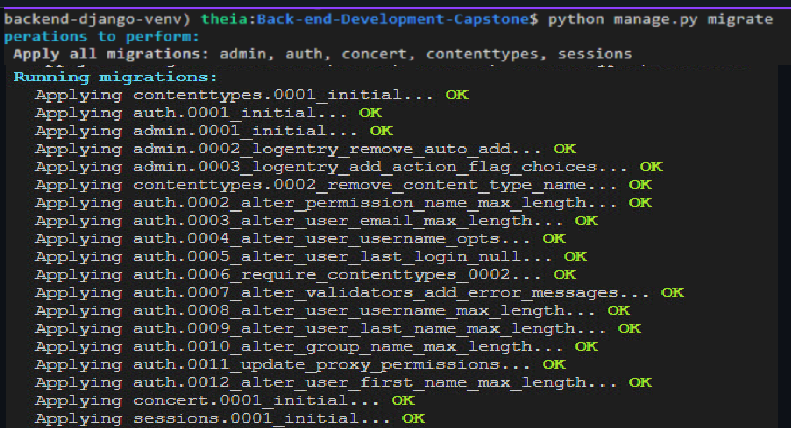 backend-django-venv) theia:Back-end-Development-Capstone$ python manage.py migrate
perations to perform:
Apply all migrations: admin, auth, concert, contenttypes, sessions
Running migrations:
Applying contenttypes.0001_initial... OK
Applying auth.0001_initial... OK
Applying admin.0001_initial... OK
Applying admin.0002_logentry_remove_auto_add... OK
Applying admin.0003_logentry_add_action_flag_choices... OK
Applying contenttypes.0002_remove_content_type_name... OK
Applying auth.0002_alter_permission_name_max_length... OK
Applying auth.0003_alter_user_email_max_length... OK
Applying auth.0004_alter_user_username_opts... OK
Applying auth.0005_alter_user_last_login_null... OK
Applying auth.0006_require_contenttypes_0002... OK
Applying auth.0007_alter_validators_add_error_messages... OK
Applying auth.0008_alter_user_username_max_length... OK
Applying auth.0009_alter_user_last_name_max_length... OK
Applying auth.0010_alter_group_name_max_length... OK
Applying auth.0011_update_proxy_permissions... OK
Applying auth.0012_alter_user_first_name_max_length... OK
Applying concert.0001_initial... OK
Applying sessions.0001_initial... OK